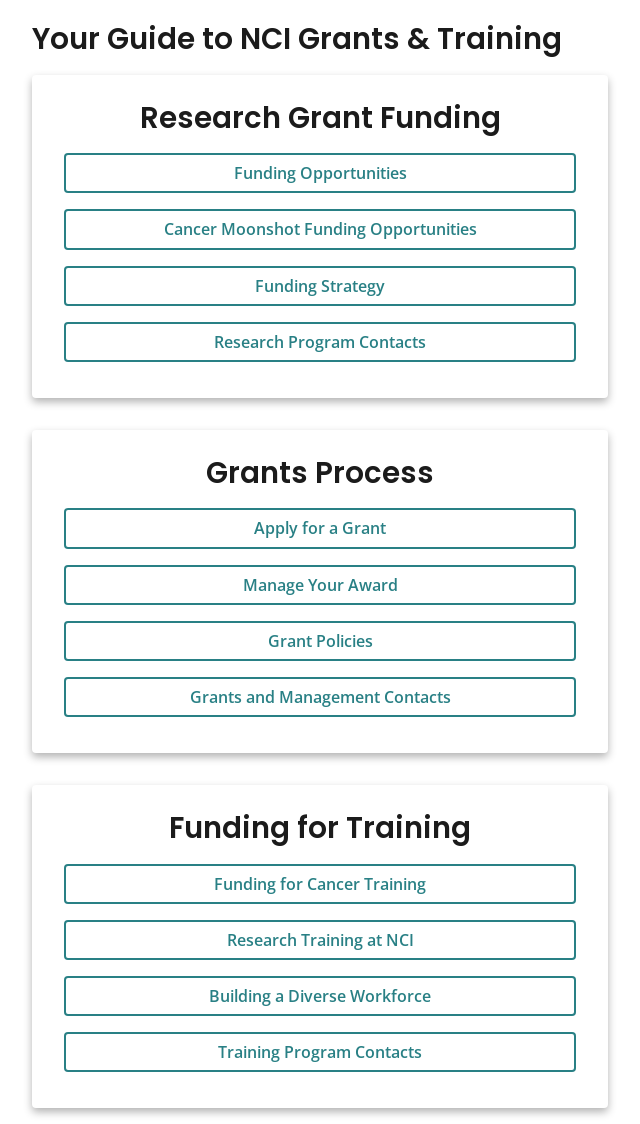 Your Guide to NCI Grants & Training
Research Grant Funding
Funding Opportunities
Cancer Moonshot Funding Opportunities
Funding Strategy
Research Program Contacts
Grants Process
Apply for a Grant
Manage Your Award
Grant Policies
Grants and Management Contacts
Funding for Training
Funding for Cancer Training
Research Training at NCI
Building a Diverse Workforce
Training Program Contacts